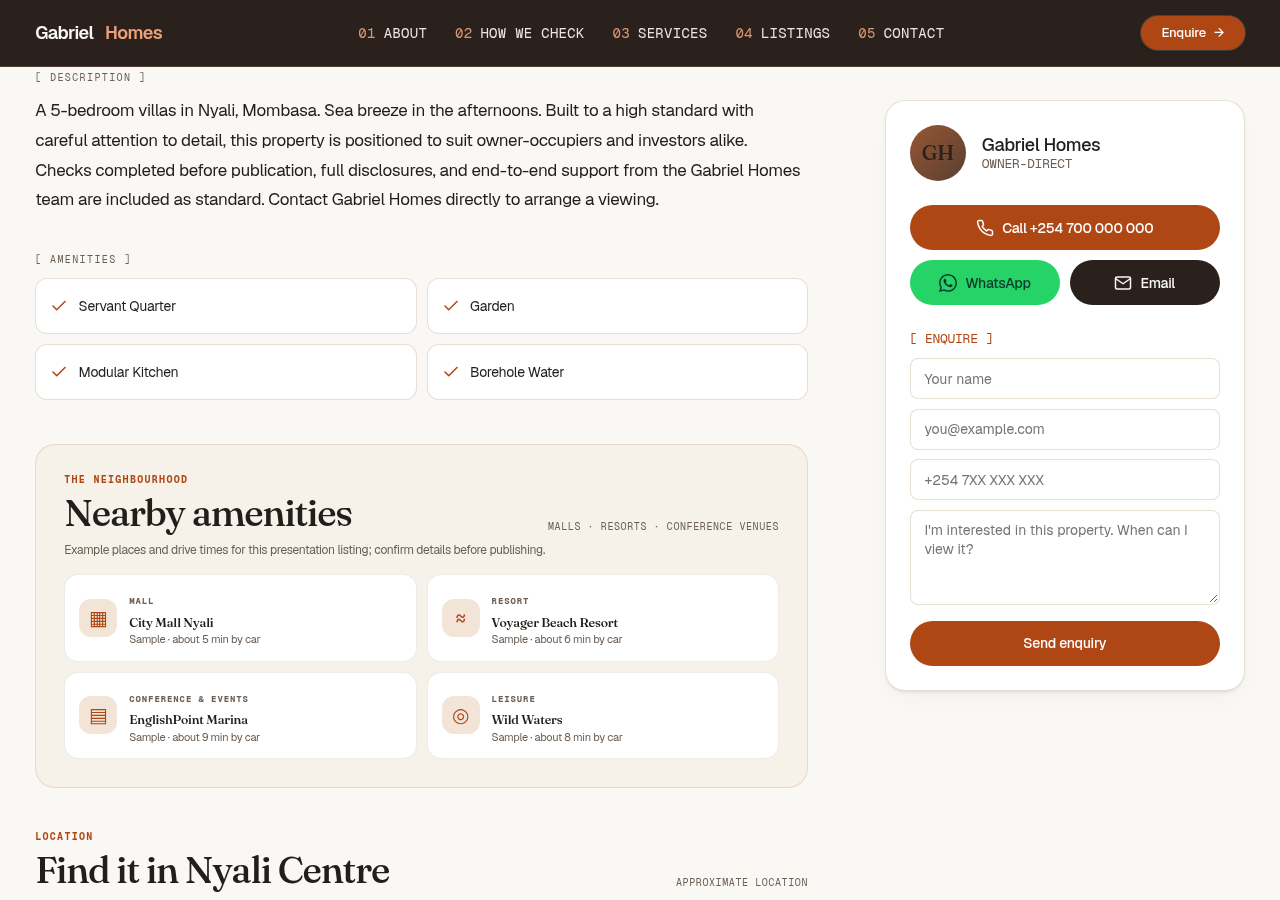 Gabriel Homes
01 ABOUT
02 HOW WE CHECK
03 SERVICES
04 LISTINGS
05 CONTACT
Enquire →
[ DESCRIPTION ]
A 5-bedroom villas in Nyali, Mombasa. Sea breeze in the afternoons. Built to a high standard with
careful attention to detail, this property is positioned to suit owner-occupiers and investors alike.
Checks completed before publication, full disclosures, and end-to-end support from the Gabriel Homes
team are included as standard. Contact Gabriel Homes directly to arrange a viewing.
[ AMENITIES ]
Servant Quarter
Garden
Modular Kitchen
Borehole Water
THE NEIGHBOURHOOD
Nearby amenities
MALLS · RESORTS · CONFERENCE VENUES
Example places and drive times for this presentation listing; confirm details before publishing.
MALL
City Mall Nyali
Sample · about 5 min by car
RESORT
Voyager Beach Resort
Sample · about 6 min by car
CONFERENCE & EVENTS
EnglishPoint Marina
Sample · about 9 min by car
LEISURE
Wild Waters
Sample · about 8 min by car
LOCATION
Find it in Nyali Centre
APPROXIMATE LOCATION
GH
Gabriel Homes
OWNER-DIRECT
Call +254 700 000 000
WhatsApp
Email
[ ENQUIRE ]
Your name
you@example.com
+254 7XX XXX XXX
I'm interested in this property. When can I
view it?
Send enquiry